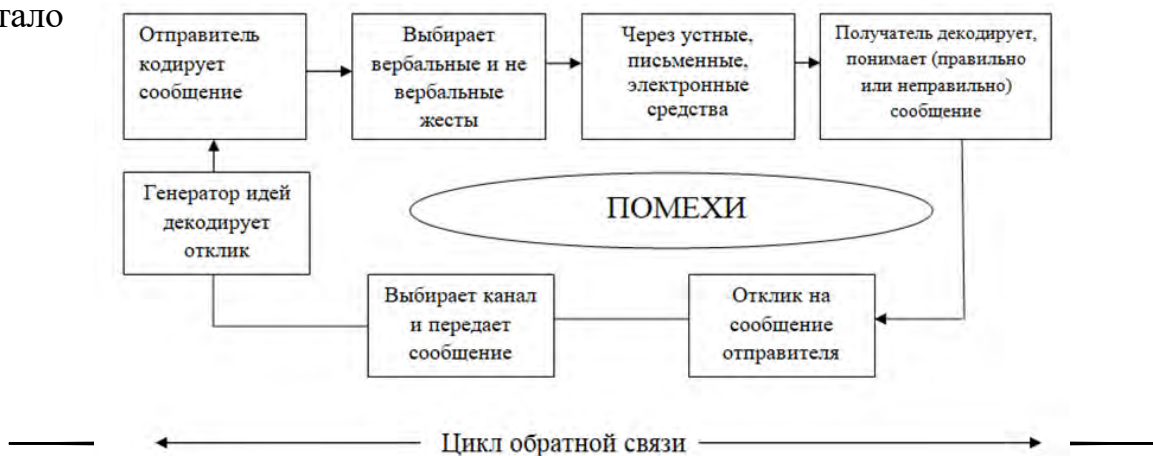 тало
Отправитель
кодирует
сообщение
Выбирает
вербальные и не
вербальные
жесты
Через устные,
письменные,
электронные
средства
Получатель декодирует,
понимает (правильно
или неправильно)
сообщение
Генератор идей
декодирует
отклик
ПОМЕХИ
Выбирает канал
и передает
сообщение
Отклик на
сообщение
отправителя
Цикл обратной связи